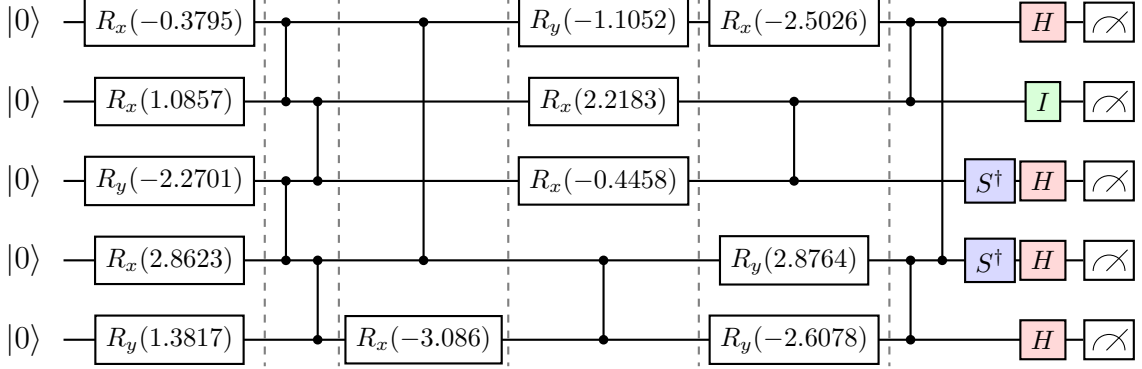 |0⟩ R_x(−0.3795) R_y(−1.1052) R_x(−2.5026) H
|0⟩ R_x(1.0857) R_x(2.2183) I
|0⟩ R_y(−2.2701) R_x(−0.4458) S† H
|0⟩ R_x(2.8623) R_y(2.8764) S† H
|0⟩ R_y(1.3817) R_x(−3.086) R_y(−2.6078) H